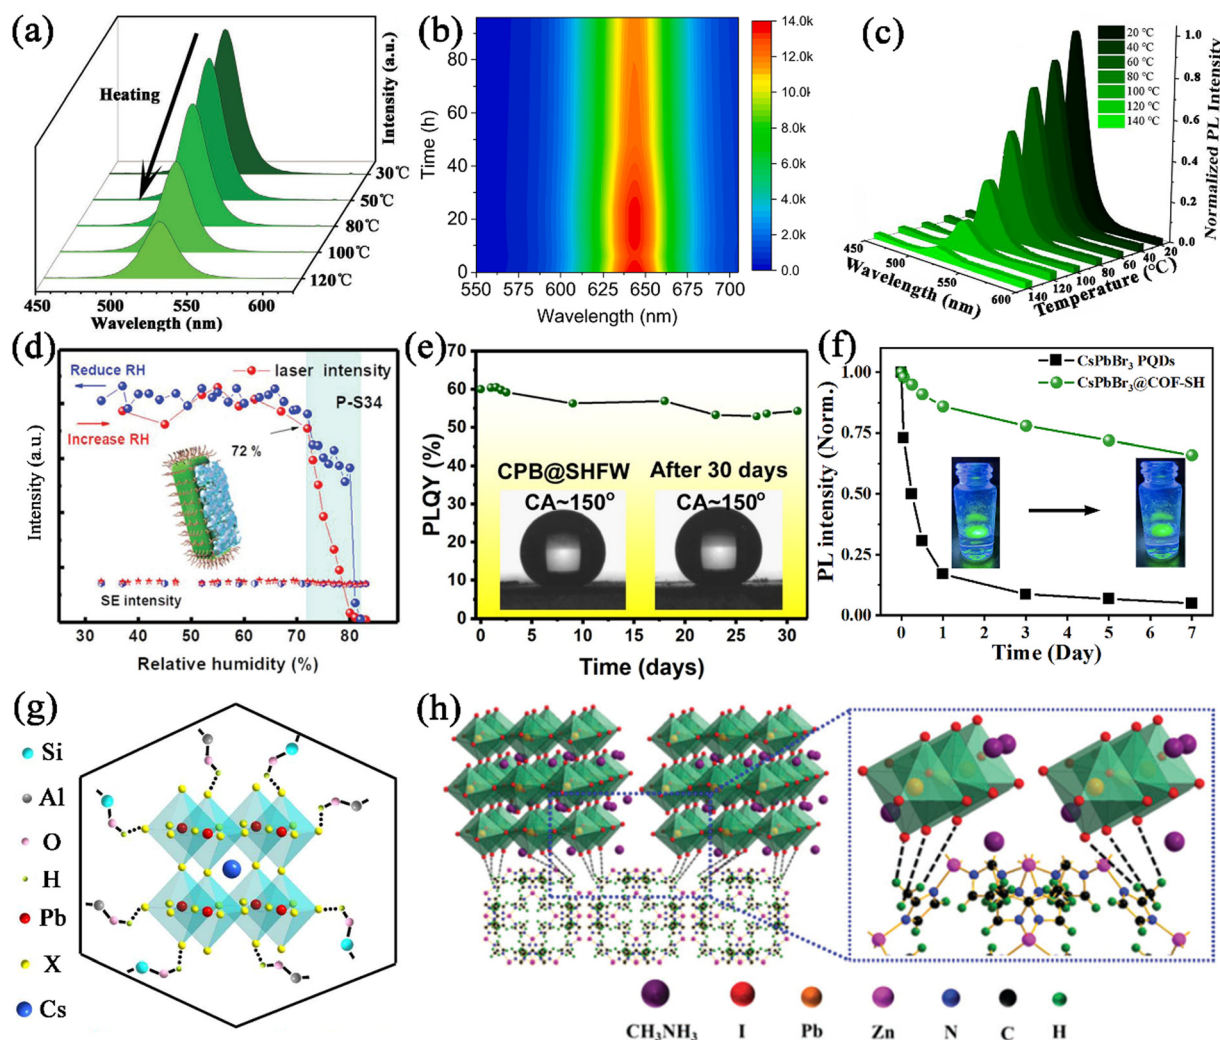 (a)
Heating
Intensity (a.u.)
30℃
50℃
80℃
100℃
120℃
450
500
550
600
Wavelength (nm)
(b)
Time (h)
80
60
40
20
0
550
575
600
625
650
675
700
Wavelength (nm)
14.0k
12.0k
10.0k
8.0k
6.0k
4.0k
2.0k
0.0
(c)
20 ℃
40 ℃
60 ℃
80 ℃
100 ℃
120 ℃
140 ℃
Normalized PL Intensity
1.0
0.8
0.6
0.4
0.2
0.0
450
500
550
600
Wavelength (nm)
20
40
60
80
100
120
140
Temperature (℃)
(d)
Reduce RH
laser intensity
P-S34
Increase RH
72 %
Intensity (a.u.)
SE intensity
30
40
50
60
70
80
Relative humidity (%)
(e)
PLQY (%)
70
60
50
40
30
20
10
0
CPB@SHFW
CA~150°
After 30 days
CA~150°
0
5
10
15
20
25
30
Time (days)
(f)
CsPbBr₃ PQDs
CsPbBr₃@COF-SH
PL intensity (Norm.)
1.00
0.75
0.50
0.25
0.00
0
1
2
3
4
5
6
7
Time (Day)
(g)
Si
Al
O
H
Pb
X
Cs
(h)
CH₃NH₃
I
Pb
Zn
N
C
H